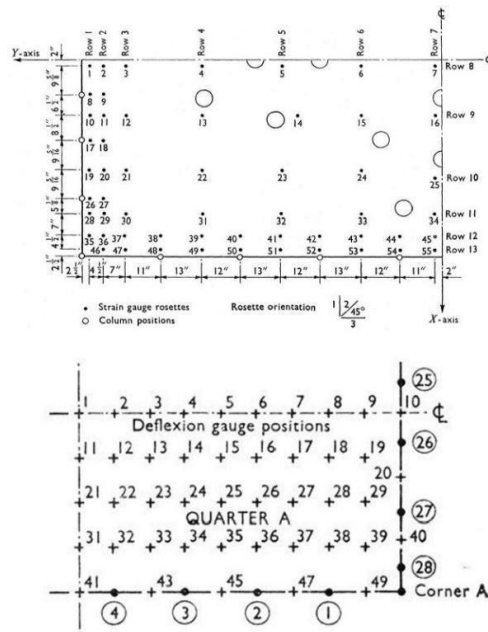 ℄
Row 1
Row 2
Row 3
Row 4
Row 5
Row 6
Row 7
Y-axis
2"
1 2 3 4 5 6 7 Row 8
8 9
10 11 12 13 14 15 16 Row 9
17 18
19 20 21 22 23 24 25 Row 10
26 27
28 29 30 31 32 33 34 Row 11
7"
35 36 37 38 39 40 41 42 43 44 45 Row 12
46 47 48 49 50 51 52 53 54 55 Row 13
7" 11" 13" 13" 12" 13" 12" 13" 12" 11" 2"
• Strain gauge rosettes
○ Column positions
Rosette orientation
1 2 45° 3
X-axis
25
1 2 3 4 5 6 7 8 9 10 ℄
Deflexion gauge positions
26
11 12 13 14 15 16 17 18 19
20
21 22 23 24 25 26 27 28 29
QUARTER A
27
31 32 33 34 35 36 37 38 39 40
28
41 43 45 47 49 Corner A
4 3 2 1